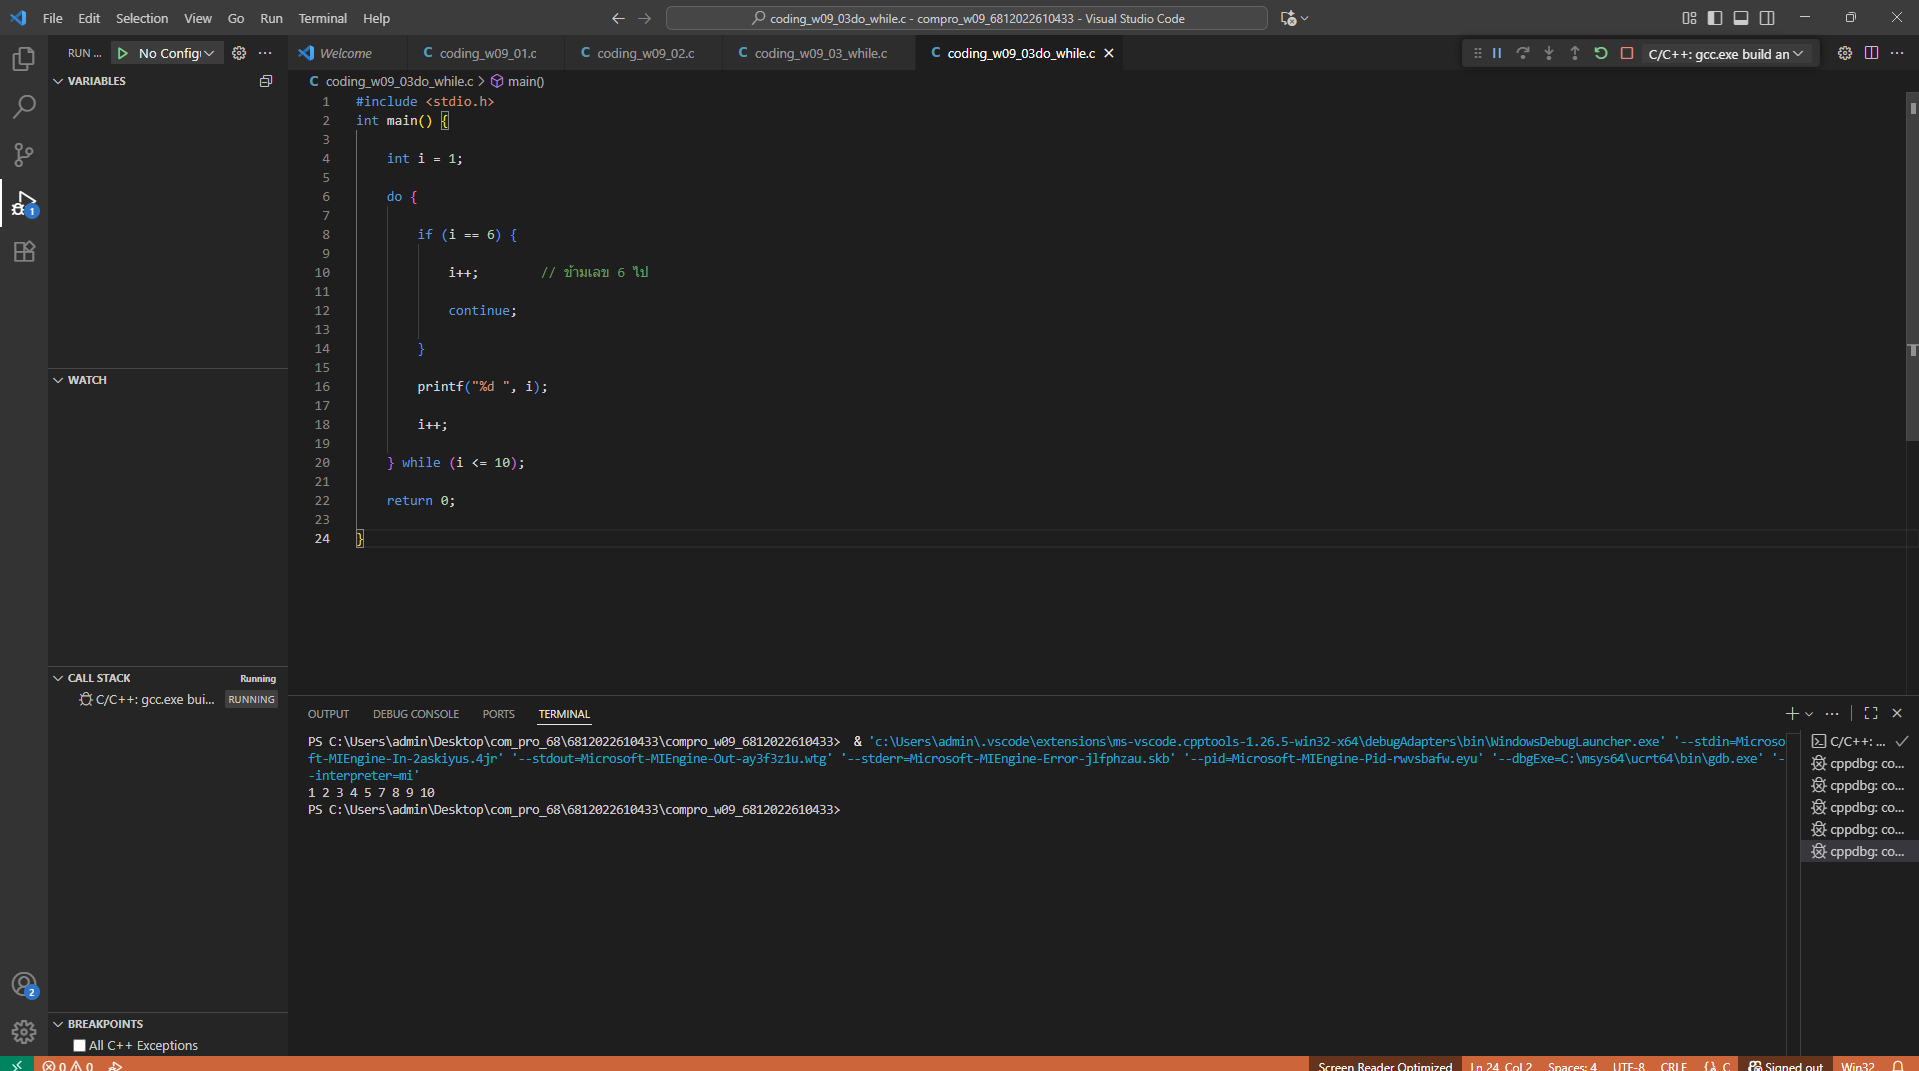 File Edit Selection View Go Run Terminal Help
coding_w09_03do_while.c - compro_w09_6812022610433 - Visual Studio Code
RUN ... No Config
Welcome
coding_w09_01.c
coding_w09_02.c
coding_w09_03_while.c
coding_w09_03do_while.c
C/C++: gcc.exe build an
VARIABLES
coding_w09_03do_while.c > main()
1 #include <stdio.h>
2 int main() {
3
4 int i = 1;
5
6 do {
7
8 if (i == 6) {
9
10 i++; // ข้ามเลข 6 ไป
11
12 continue;
13
14 }
15
16 printf("%d ", i);
17
18 i++;
19
20 } while (i <= 10);
21
22 return 0;
23
24 }
WATCH
CALL STACK Running
C/C++: gcc.exe bui... RUNNING
BREAKPOINTS
All C++ Exceptions
OUTPUT DEBUG CONSOLE PORTS TERMINAL
PS C:\Users\admin\Desktop\com_pro_68\6812022610433\compro_w09_6812022610433> & 'c:\Users\admin\.vscode\extensions\ms-vscode.cpptools-1.26.5-win32-x64\debugAdapters\bin\WindowsDebugLauncher.exe' '--stdin=Microso
ft-MIEngine-In-2askiyus.4jr' '--stdout=Microsoft-MIEngine-Out-ay3f3z1u.wtg' '--stderr=Microsoft-MIEngine-Error-jlfphzau.skb' '--pid=Microsoft-MIEngine-Pid-rwvsbafw.eyu' '--dbgExe=C:\msys64\ucrt64\bin\gdb.exe' '-
-interpreter=mi'
1 2 3 4 5 7 8 9 10
PS C:\Users\admin\Desktop\com_pro_68\6812022610433\compro_w09_6812022610433>
C/C++: ...
cppdbg: co...
cppdbg: co...
cppdbg: co...
cppdbg: co...
cppdbg: co...
1
2
0 0
Screen Reader Optimized Ln 24, Col 2 Spaces: 4 UTF-8 CRLF {} C Signed out Win32